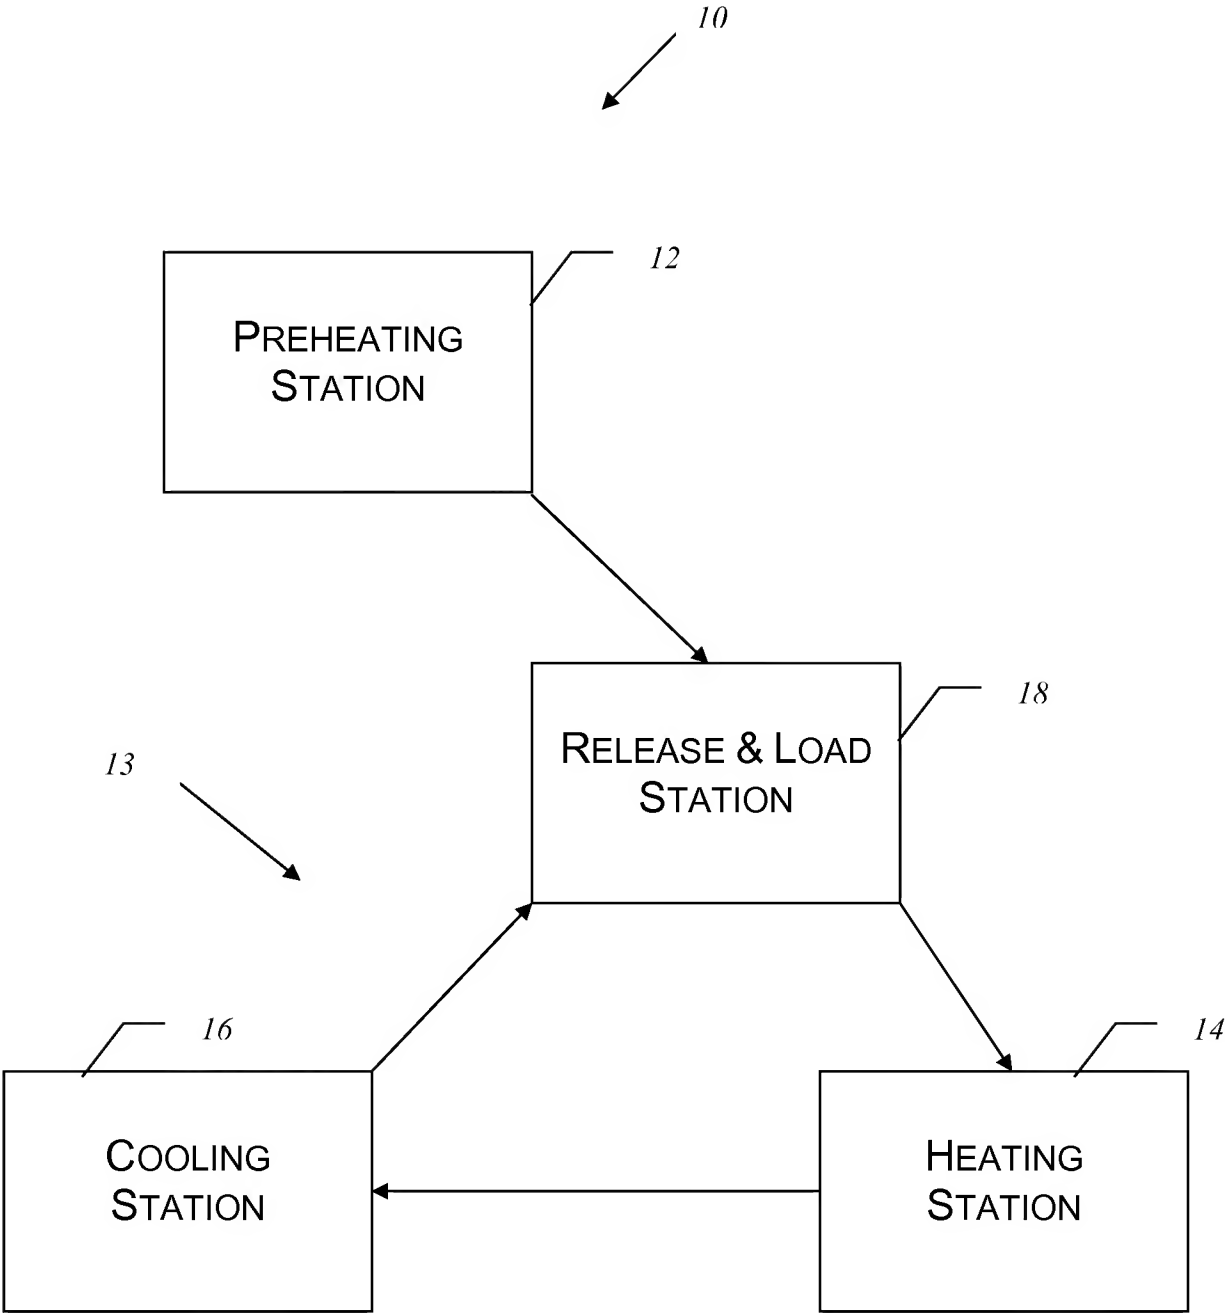 10
12
PREHEATING
STATION
18
RELEASE & LOAD
STATION
13
16
14
COOLING
STATION
HEATING
STATION